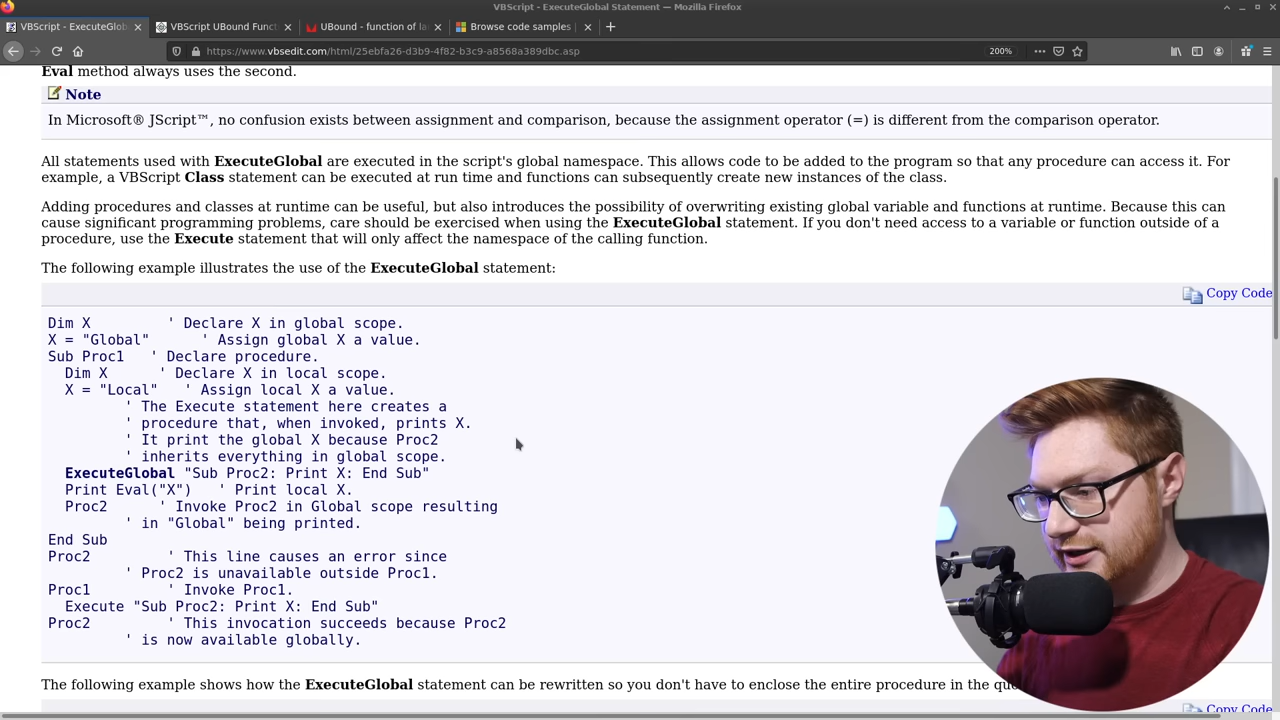 VBScript - ExecuteGlobal Statement — Mozilla Firefox
VBScript - ExecuteGlob
VBScript UBound Funct
UBound - function of la
Browse code samples
https://www.vbsedit.com/html/25ebfa26-d3b9-4f82-b3c9-a8568a389dbc.asp
200%
Eval method always uses the second.
Note
In Microsoft® JScript™, no confusion exists between assignment and comparison, because the assignment operator (=) is different from the comparison operator.
All statements used with ExecuteGlobal are executed in the script's global namespace. This allows code to be added to the program so that any procedure can access it. For
example, a VBScript Class statement can be executed at run time and functions can subsequently create new instances of the class.
Adding procedures and classes at runtime can be useful, but also introduces the possibility of overwriting existing global variable and functions at runtime. Because this can
cause significant programming problems, care should be exercised when using the ExecuteGlobal statement. If you don't need access to a variable or function outside of a
procedure, use the Execute statement that will only affect the namespace of the calling function.
The following example illustrates the use of the ExecuteGlobal statement:
Copy Code
Dim X ' Declare X in global scope.
X = "Global" ' Assign global X a value.
Sub Proc1 ' Declare procedure.
Dim X ' Declare X in local scope.
X = "Local" ' Assign local X a value.
' The Execute statement here creates a
' procedure that, when invoked, prints X.
' It print the global X because Proc2
' inherits everything in global scope.
ExecuteGlobal "Sub Proc2: Print X: End Sub"
Print Eval("X") ' Print local X.
Proc2 ' Invoke Proc2 in Global scope resulting
' in "Global" being printed.
End Sub
Proc2 ' This line causes an error since
' Proc2 is unavailable outside Proc1.
Proc1 ' Invoke Proc1.
Execute "Sub Proc2: Print X: End Sub"
Proc2 ' This invocation succeeds because Proc2
' is now available globally.
The following example shows how the ExecuteGlobal statement can be rewritten so you don't have to enclose the entire procedure in the
Copy Code